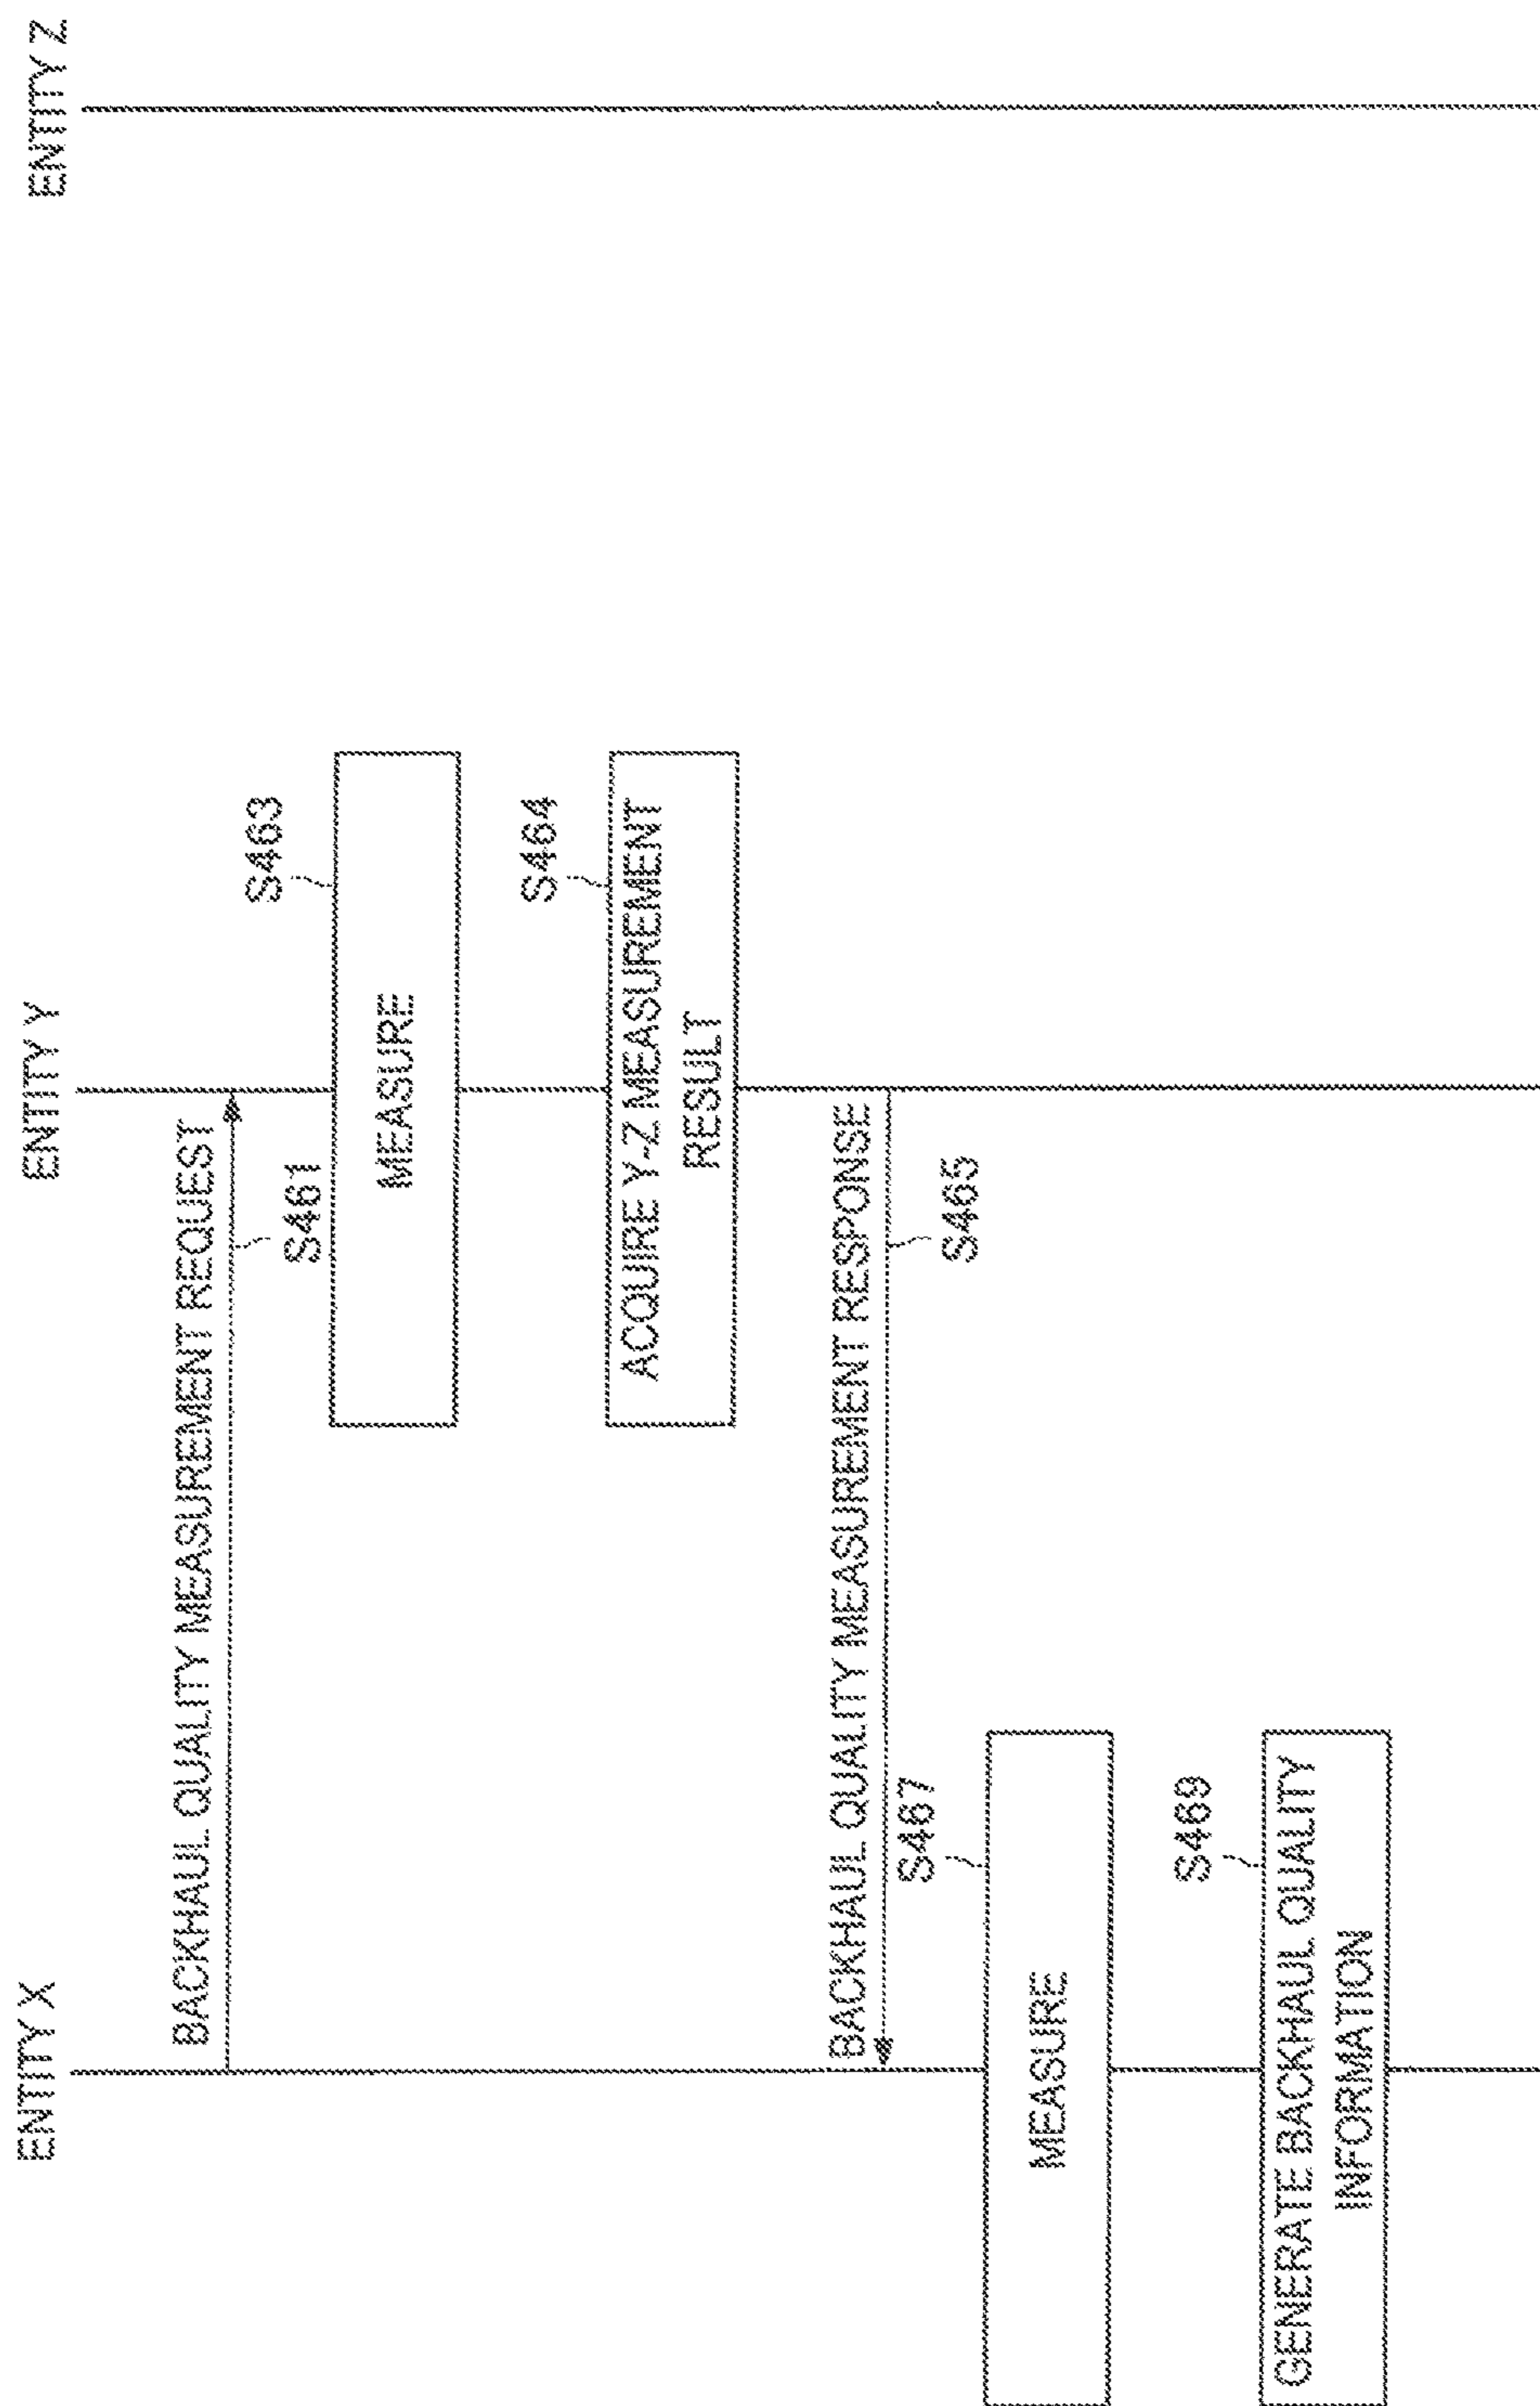 ENTITY X
ENTITY Y
ENTITY Z
BACKHAUL QUALITY MEASUREMENT REQUEST
S461
S463
MEASURE
S464
ACQUIRE Y-Z MEASUREMENT
RESULT
BACKHAUL QUALITY MEASUREMENT RESPONSE
S465
S467
MEASURE
S469
GENERATE BACKHAUL QUALITY
INFORMATION